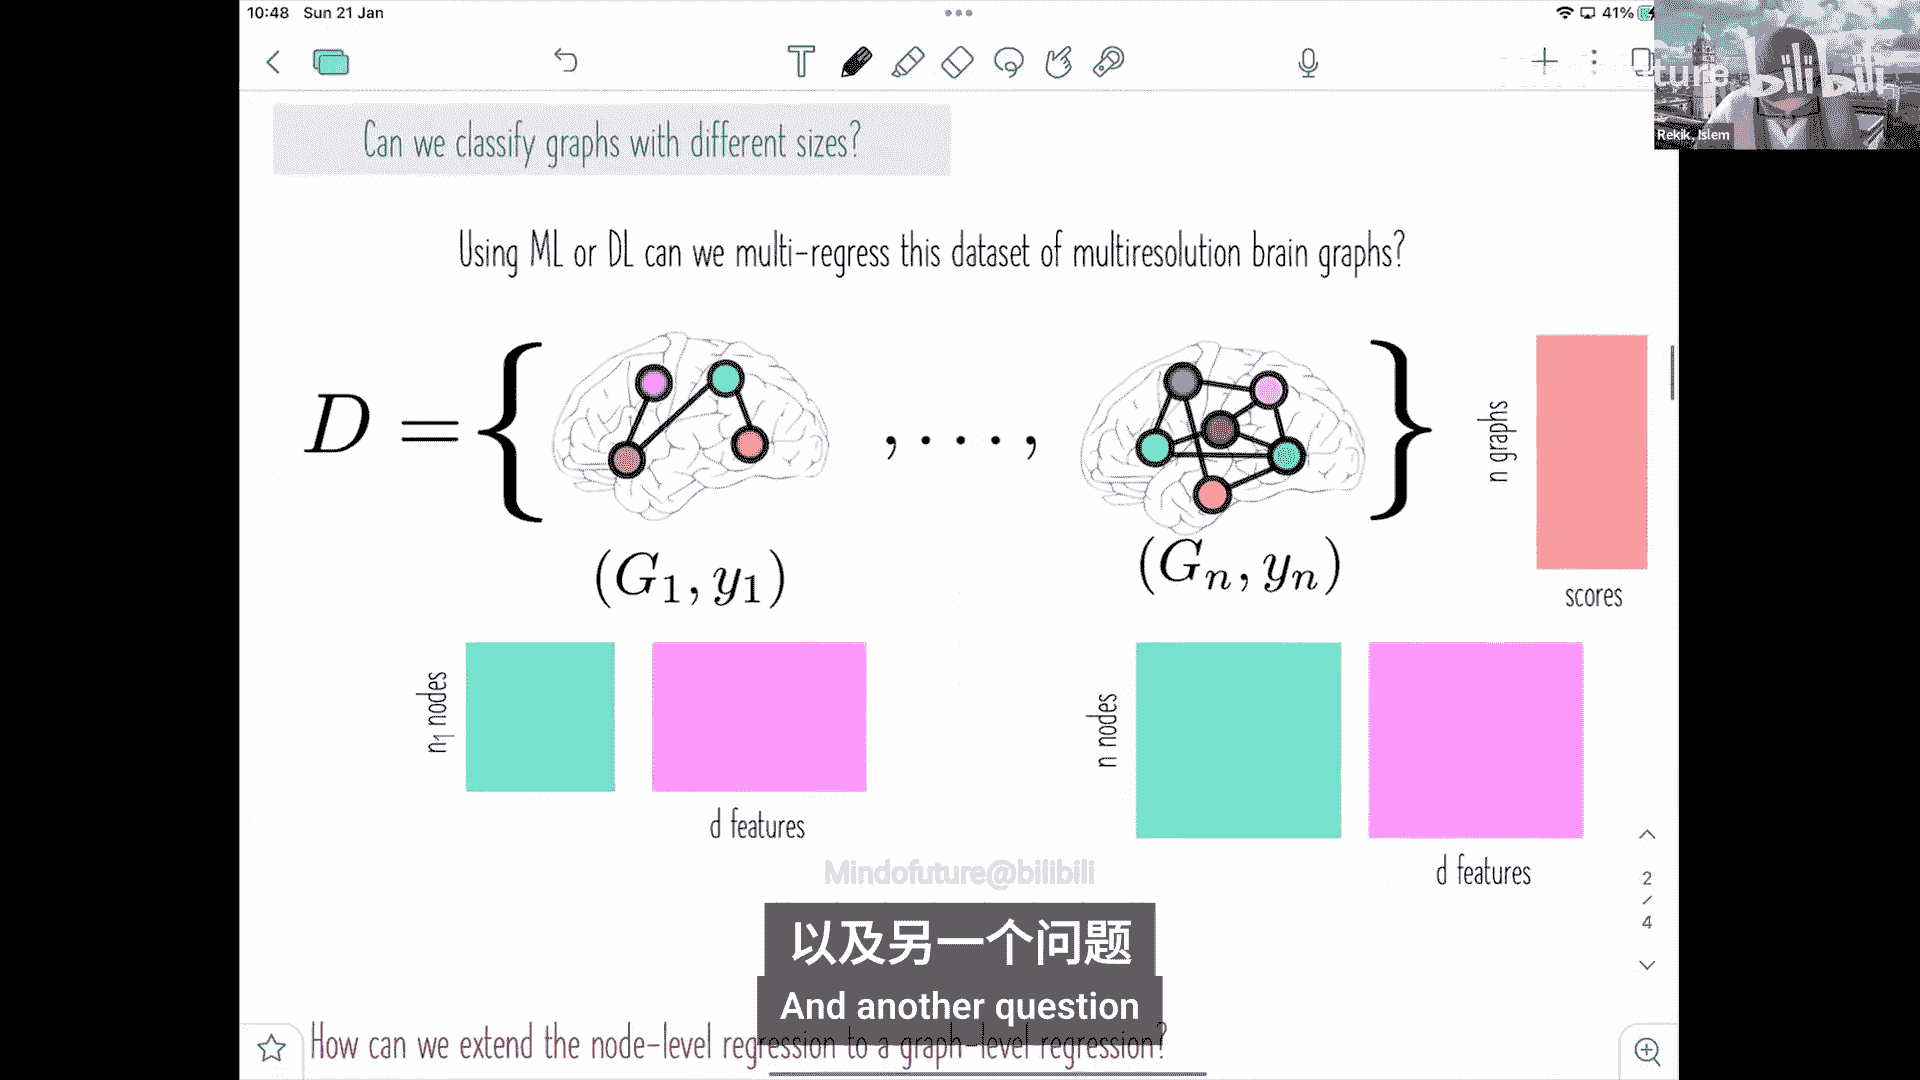 10:48 Sun 21 Jan
41%
ture bilibili
Rekik, Islem
Can we classify graphs with different sizes?
Using ML or DL can we multi-regress this dataset of multiresolution brain graphs?
D = { , . . . , }
(G₁, y₁)
(Gₙ, yₙ)
n graphs
scores
n₁ nodes
d features
n nodes
d features
Mindofuture@bilibili
2
/
4
以及另一个问题
And another question
How can we extend the node-level regression to a graph-level regression?